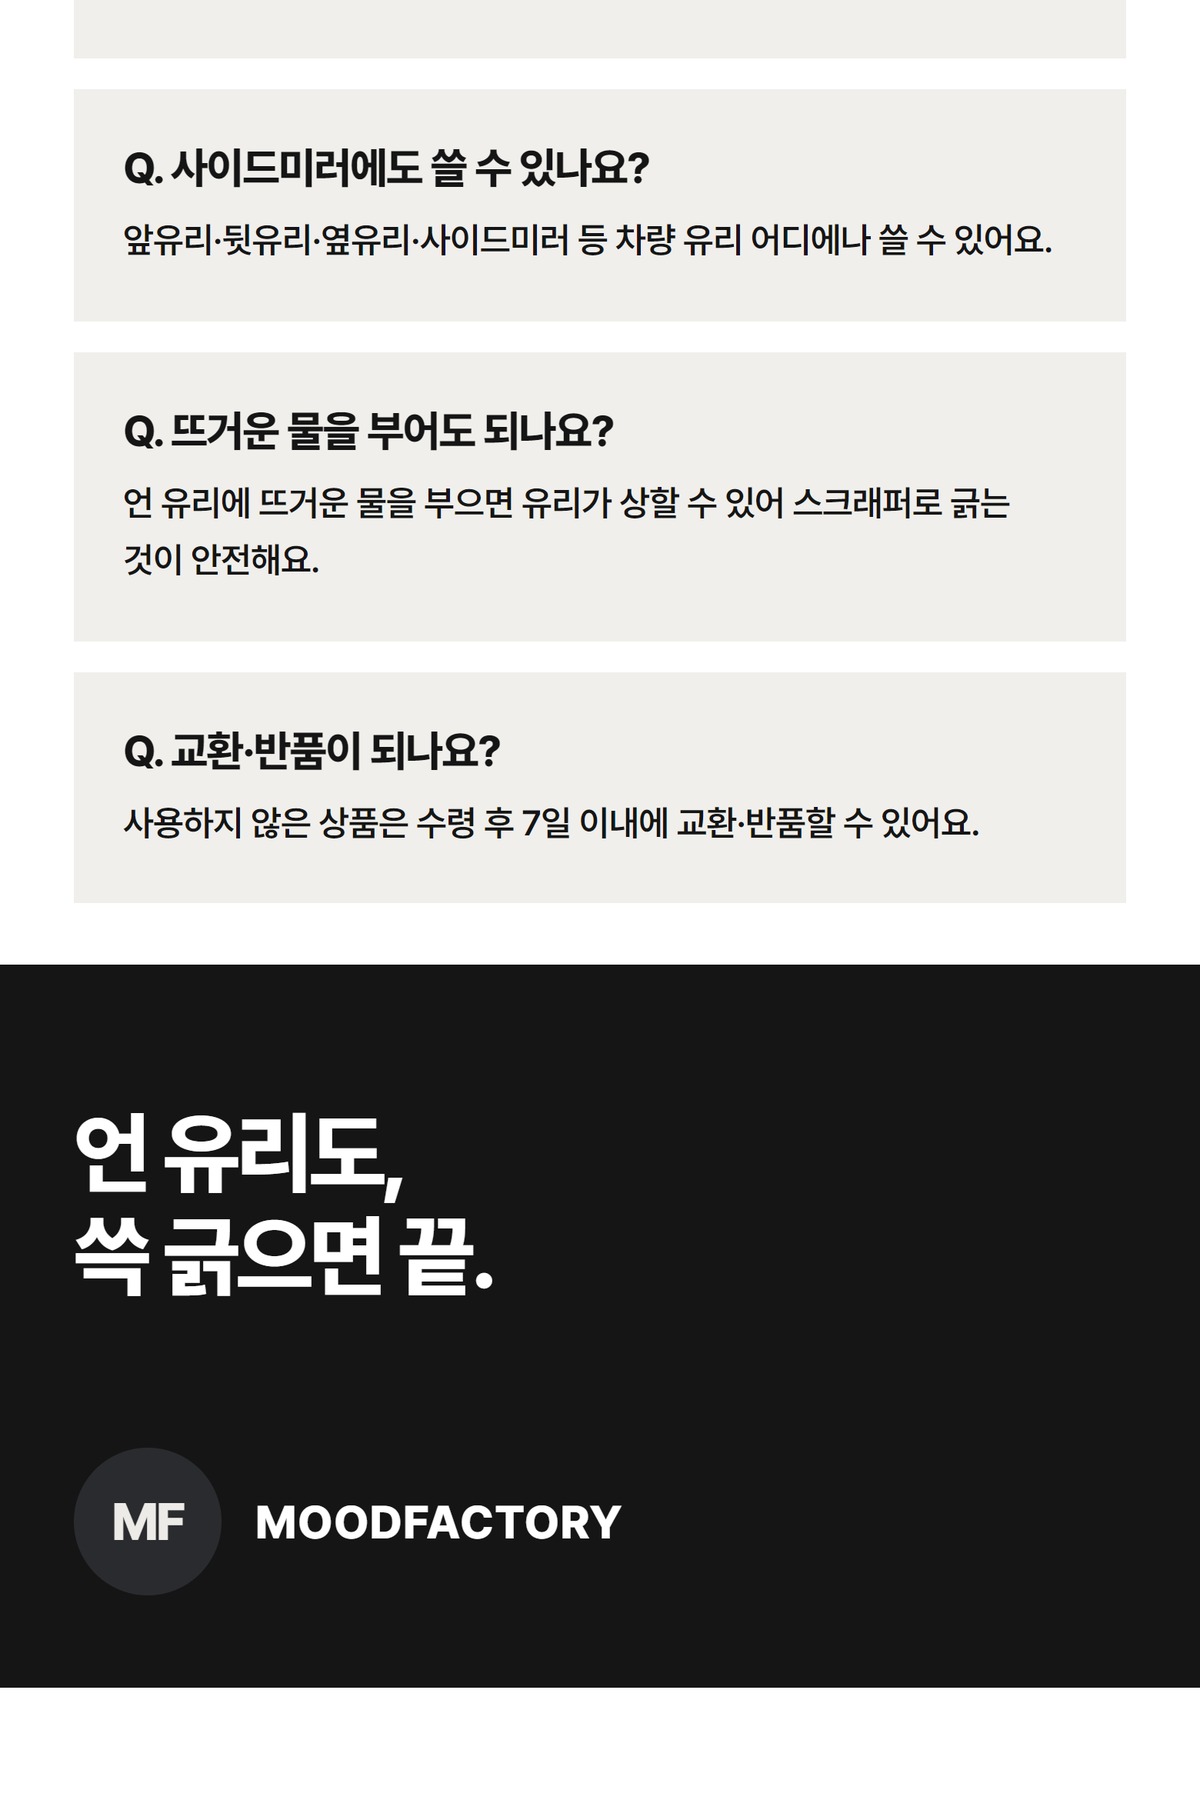 Q. 사이드미러에도 쓸 수 있나요?
앞유리·뒷유리·옆유리·사이드미러 등 차량 유리 어디에나 쓸 수 있어요.
Q. 뜨거운 물을 부어도 되나요?
언 유리에 뜨거운 물을 부으면 유리가 상할 수 있어 스크래퍼로 긁는
것이 안전해요.
Q. 교환·반품이 되나요?
사용하지 않은 상품은 수령 후 7일 이내에 교환·반품할 수 있어요.
언 유리도,
쓱 긁으면 끝.
MF
MOODFACTORY